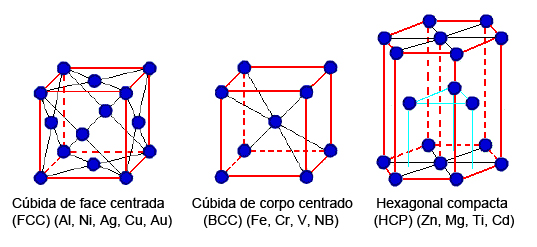 Cúbida de face centrada
(FCC) (Al, Ni, Ag, Cu, Au)
Cúbida de corpo centrado
(BCC) (Fe, Cr, V, NB)
Hexagonal compacta
(HCP) (Zn, Mg, Ti, Cd)